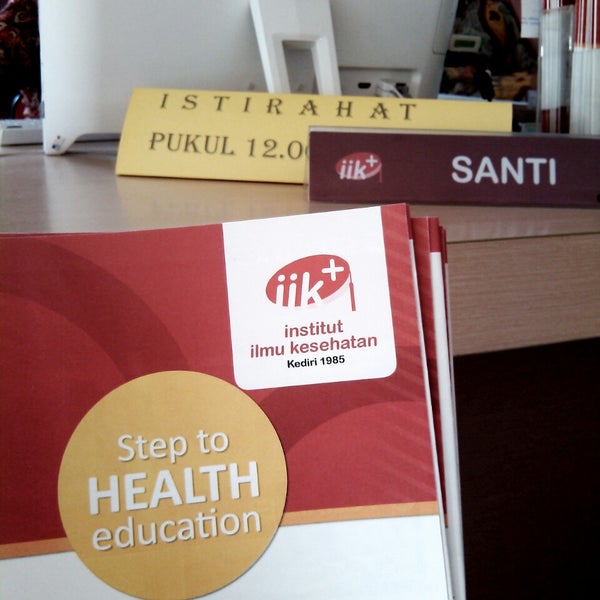 ISTIRAHAT
PUKUL 12.0
iik+
SANTI
iik+
institut
ilmu kesehatan
Kediri 1985
Step to
HEALTH
education